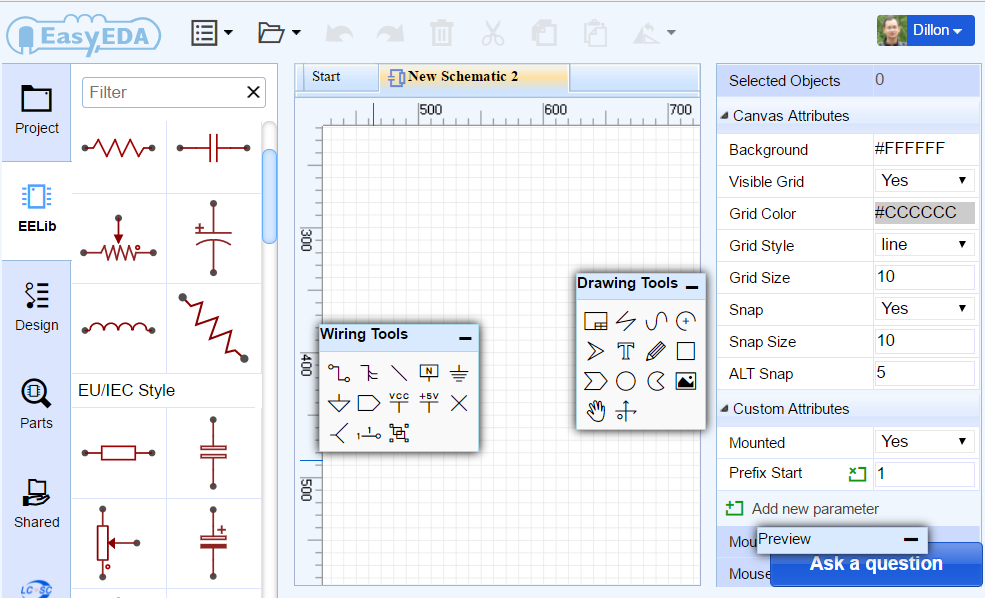 EasyEDA
Dillon
Project
EELib
Design
Parts
Shared
LC SC
Filter
EU/IEC Style
Start
New Schematic 2
500
600
700
300
400
500
Wiring Tools
N
VCC
+5V
1
Drawing Tools
T
Selected Objects 0
Canvas Attributes
Background #FFFFFF
Visible Grid Yes
Grid Color #CCCCCC
Grid Style line
Grid Size 10
Snap Yes
Snap Size 10
ALT Snap 5
Custom Attributes
Mounted Yes
Prefix Start 1
Add new parameter
Mou
Preview
Mouse
Ask a question